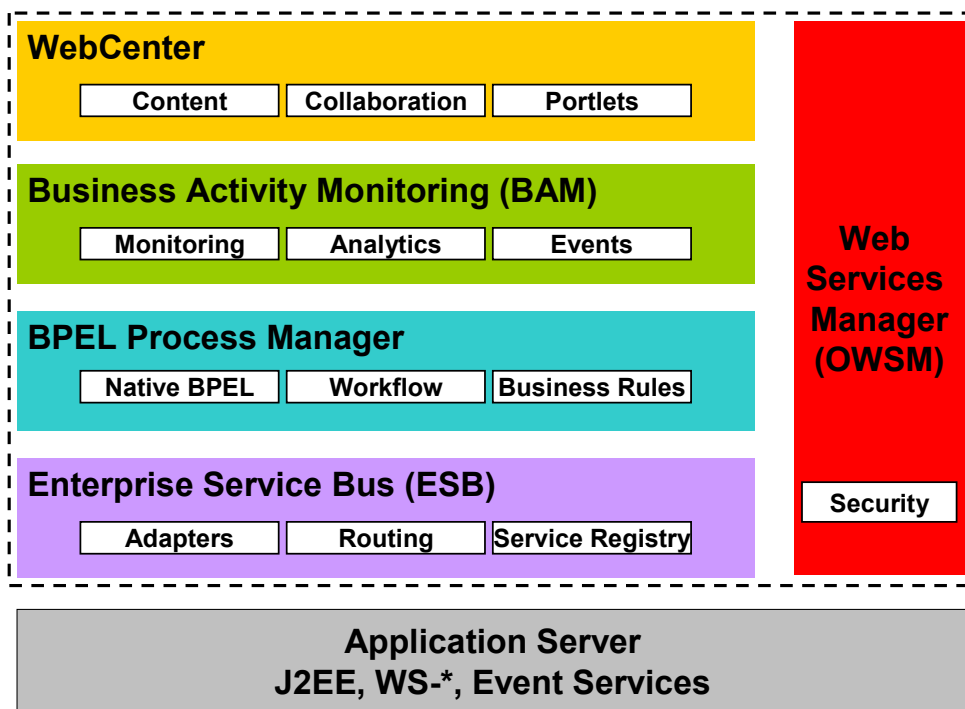 WebCenter
Content
Collaboration
Portlets
Business Activity Monitoring (BAM)
Monitoring
Analytics
Events
BPEL Process Manager
Native BPEL
Workflow
Business Rules
Enterprise Service Bus (ESB)
Adapters
Routing
Service Registry
Web
Services
Manager
(OWSM)
Security
Application Server
J2EE, WS-*, Event Services